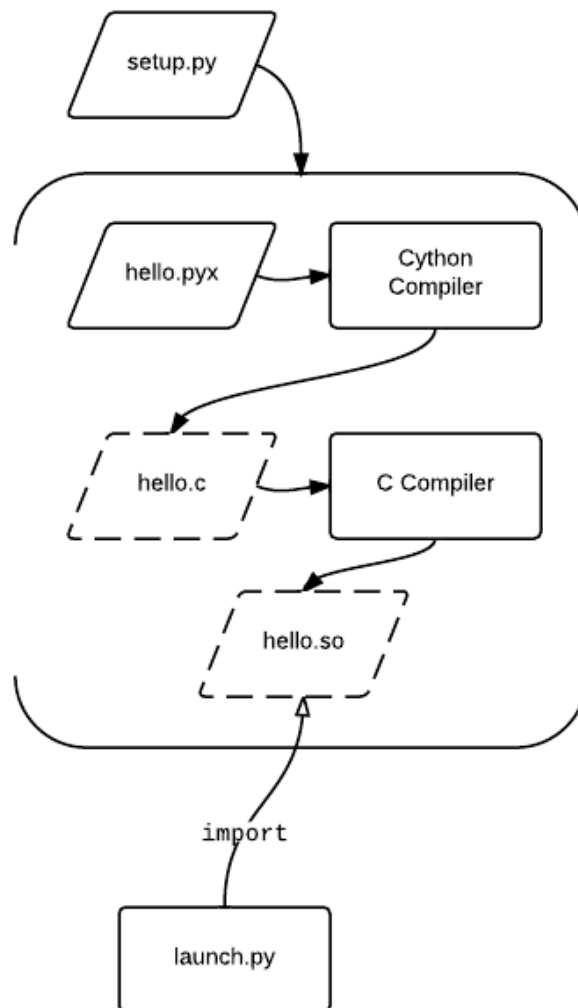 setup.py
hello.pyx
Cython
Compiler
hello.c
C Compiler
hello.so
import
launch.py